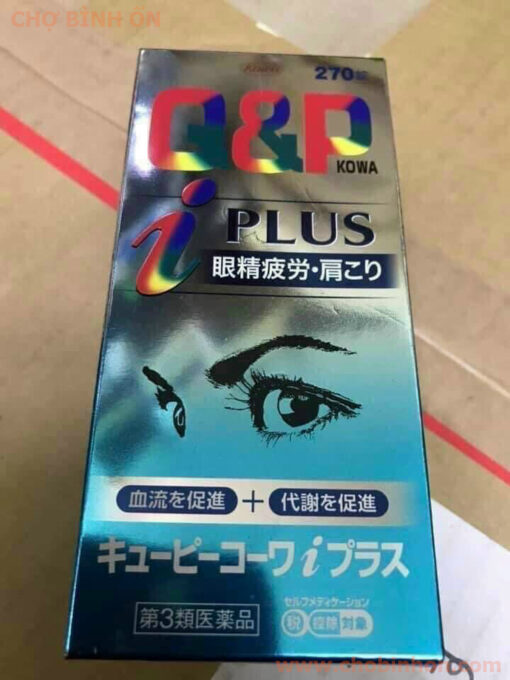 CHỢ BÌNH ỔN
Kowa
270錠
Q&P
KOWA
i PLUS
眼精疲労・肩こり
血流を促進 + 代謝を促進
キューピーコーワiプラス
第3類医薬品
セルフメディケーション
税 控除 対象
www.chobinhon.com